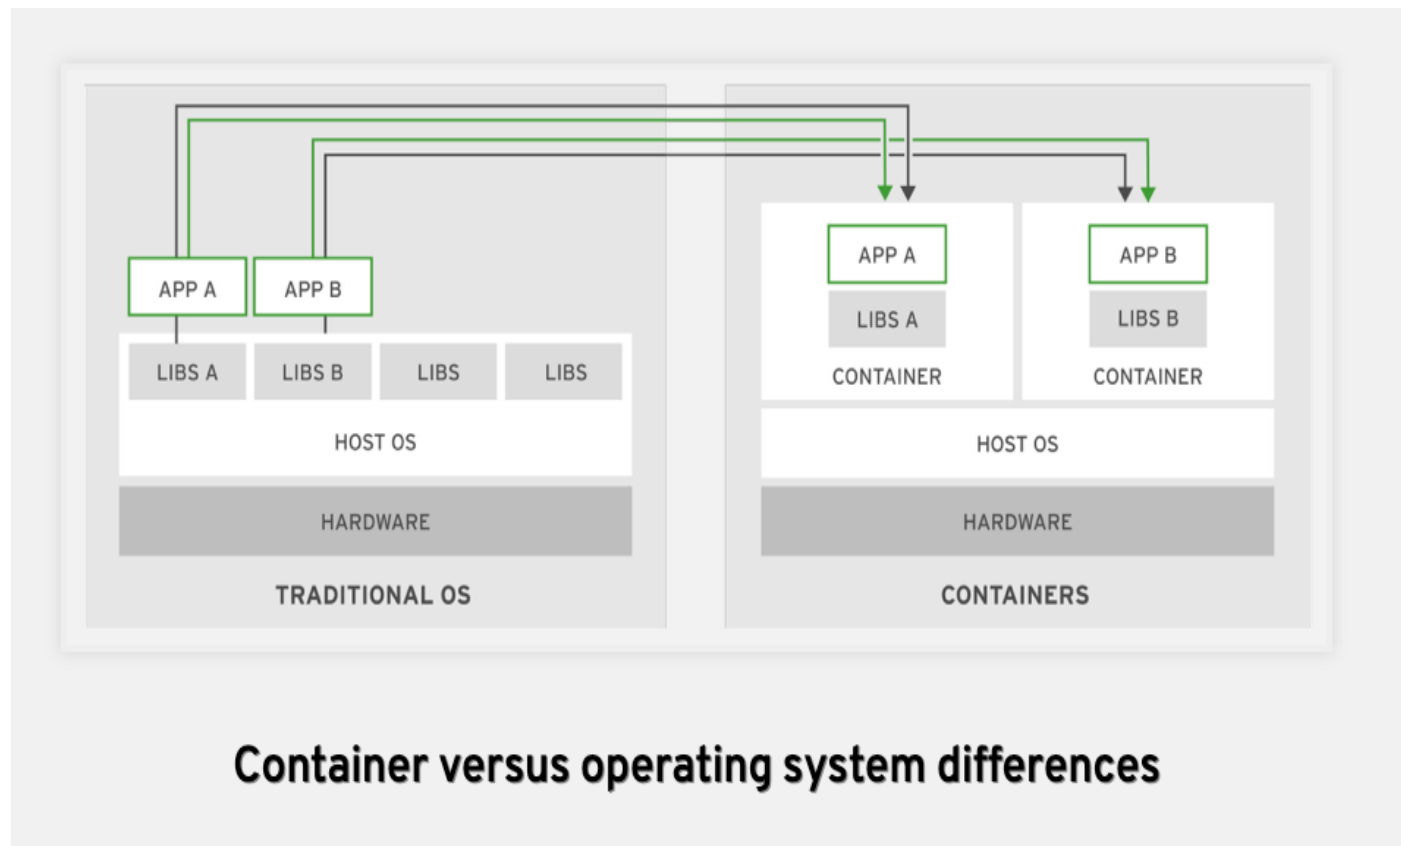 APP A
APP B
LIBS A
LIBS B
LIBS
LIBS
HOST OS
HARDWARE
TRADITIONAL OS
APP A
LIBS A
CONTAINER
APP B
LIBS B
CONTAINER
HOST OS
HARDWARE
CONTAINERS
Container versus operating system differences